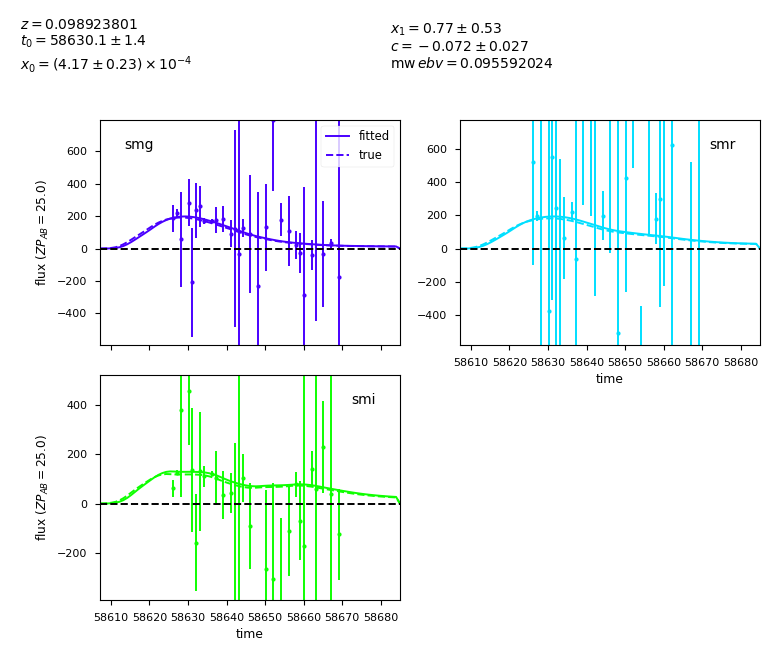 z = 0.098923801
t₀ = 58630.1 ± 1.4
x₀ = (4.17 ± 0.23) × 10⁻⁴
x₁ = 0.77 ± 0.53
c = −0.072 ± 0.027
mw ebv = 0.095592024
smg
fitted
true
600
400
200
0
−200
−400
flux (ZP_AB = 25.0)
smr
600
400
200
0
−200
−400
58610 58620 58630 58640 58650 58660 58670 58680
time
smi
400
200
0
−200
flux (ZP_AB = 25.0)
58610 58620 58630 58640 58650 58660 58670 58680
time